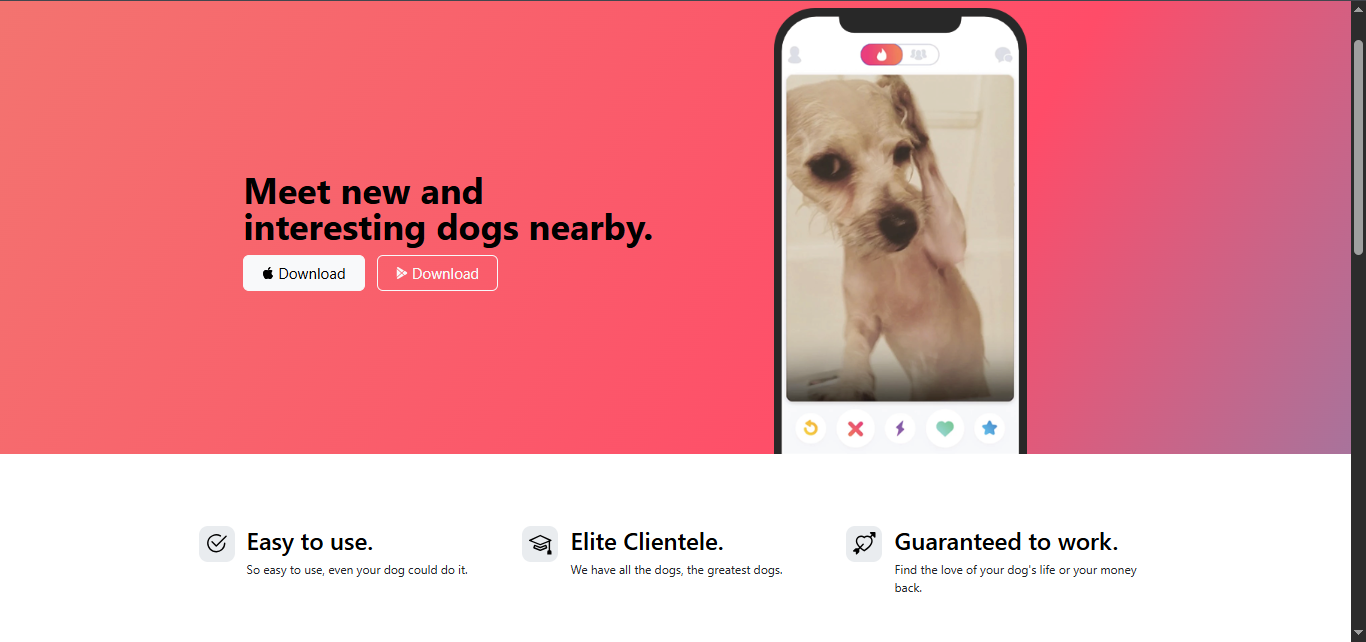 Meet new and
interesting dogs nearby.
Download
Download
Easy to use.
So easy to use, even your dog could do it.
Elite Clientele.
We have all the dogs, the greatest dogs.
Guaranteed to work.
Find the love of your dog's life or your money
back.